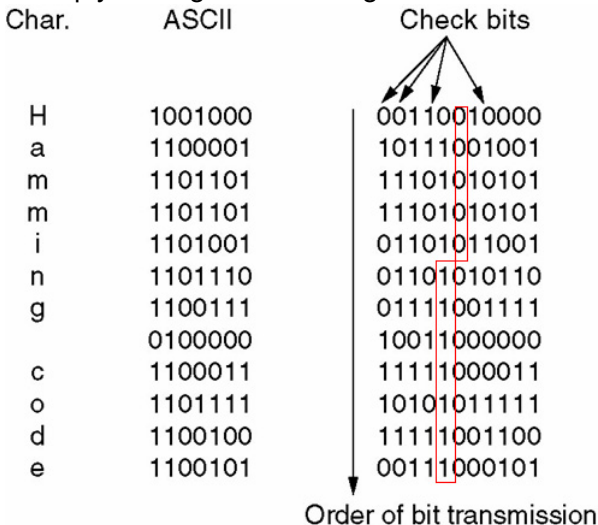 Char. ASCII Check bits
H 1001000 00110010000
a 1100001 10111001001
m 1101101 11101010101
m 1101101 11101010101
i 1101001 01101011001
n 1101110 01101010110
g 1100111 01111001111
0100000 10011000000
c 1100011 11111000011
o 1101111 10101011111
d 1100100 11111001100
e 1100101 00111000101
Order of bit transmission